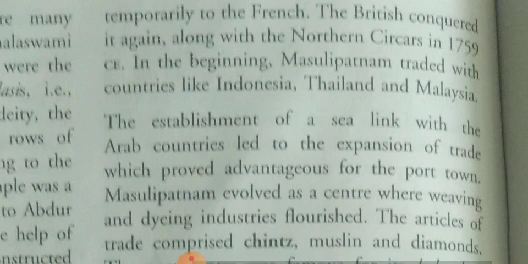 re many
malaswami
were the
dasis, i.e.,
deity, the
rows of
ng to the
mple was a
to Abdur
e help of
nstructed
temporarily to the French. The British conquered
it again, along with the Northern Circars in 1759
CE. In the beginning, Masulipatnam traded with
countries like Indonesia, Thailand and Malaysia.
The establishment of a sea link with the
Arab countries led to the expansion of trade
which proved advantageous for the port town.
Masulipatnam evolved as a centre where weaving
and dyeing industries flourished. The articles of
trade comprised chintz, muslin and diamonds.